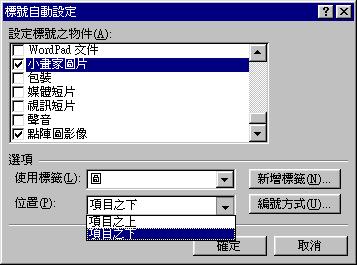 標號自動設定
設定標號之物件(A):
WordPad 文件
小畫家圖片
包裝
媒體短片
視訊短片
聲音
點陣圖影像
選項
使用標籤(L): 圖 新增標籤(N)...
位置(P): 項目之下 編號方式(U)...
項目之上
項目之下
確定 取消